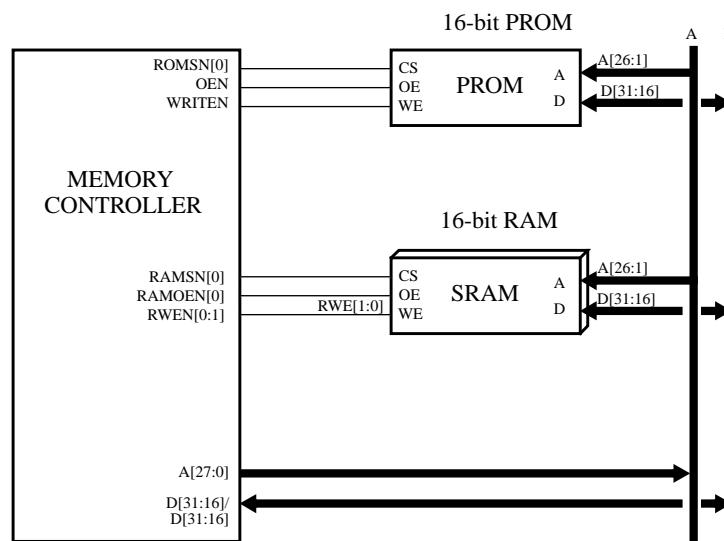 16-bit PROM
A
ROMSN[0]
CS
A
A[26:1]
OEN
OE
PROM
WRITEN
WE
D
D[31:16]
MEMORY
CONTROLLER
16-bit RAM
RAMSN[0]
CS
A
A[26:1]
RAMOEN[0]
OE
SRAM
RWEN[0:1]
RWE[1:0]
WE
D
D[31:16]
A[27:0]
D[31:16]/
D[31:16]